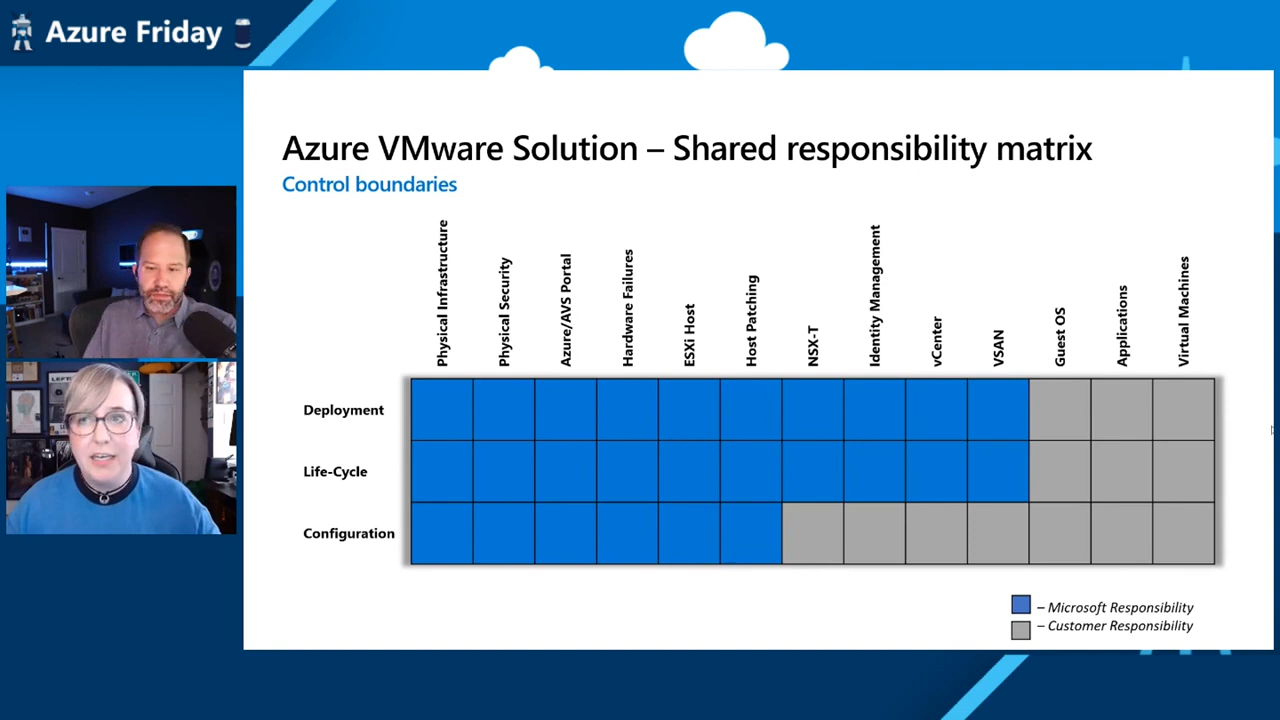 Azure Friday
Azure VMware Solution – Shared responsibility matrix
Control boundaries
Physical Infrastructure
Physical Security
Azure/AVS Portal
Hardware Failures
ESXi Host
Host Patching
NSX-T
Identity Management
vCenter
VSAN
Guest OS
Applications
Virtual Machines
Deployment
Life-Cycle
Configuration
– Microsoft Responsibility
– Customer Responsibility
LEFT